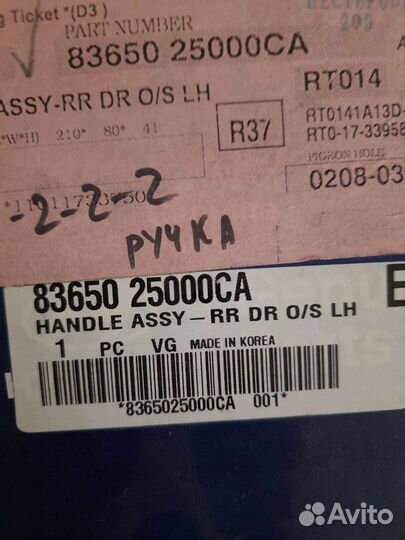 g Ticket *(D3 )
PART NUMBER
83650 25000CA
ASSY-RR DR O/S LH
*W*H) 210* 80* 41
R37
RT014
RT0141A13D-
RT0-17-33958
PIGEON HOLE
0208-03
-2-2-2
РУЧКА
83650 25000CA
HANDLE ASSY-RR DR O/S LH
1 PC VG MADE IN KOREA
*8365025000CA 001*
Avito